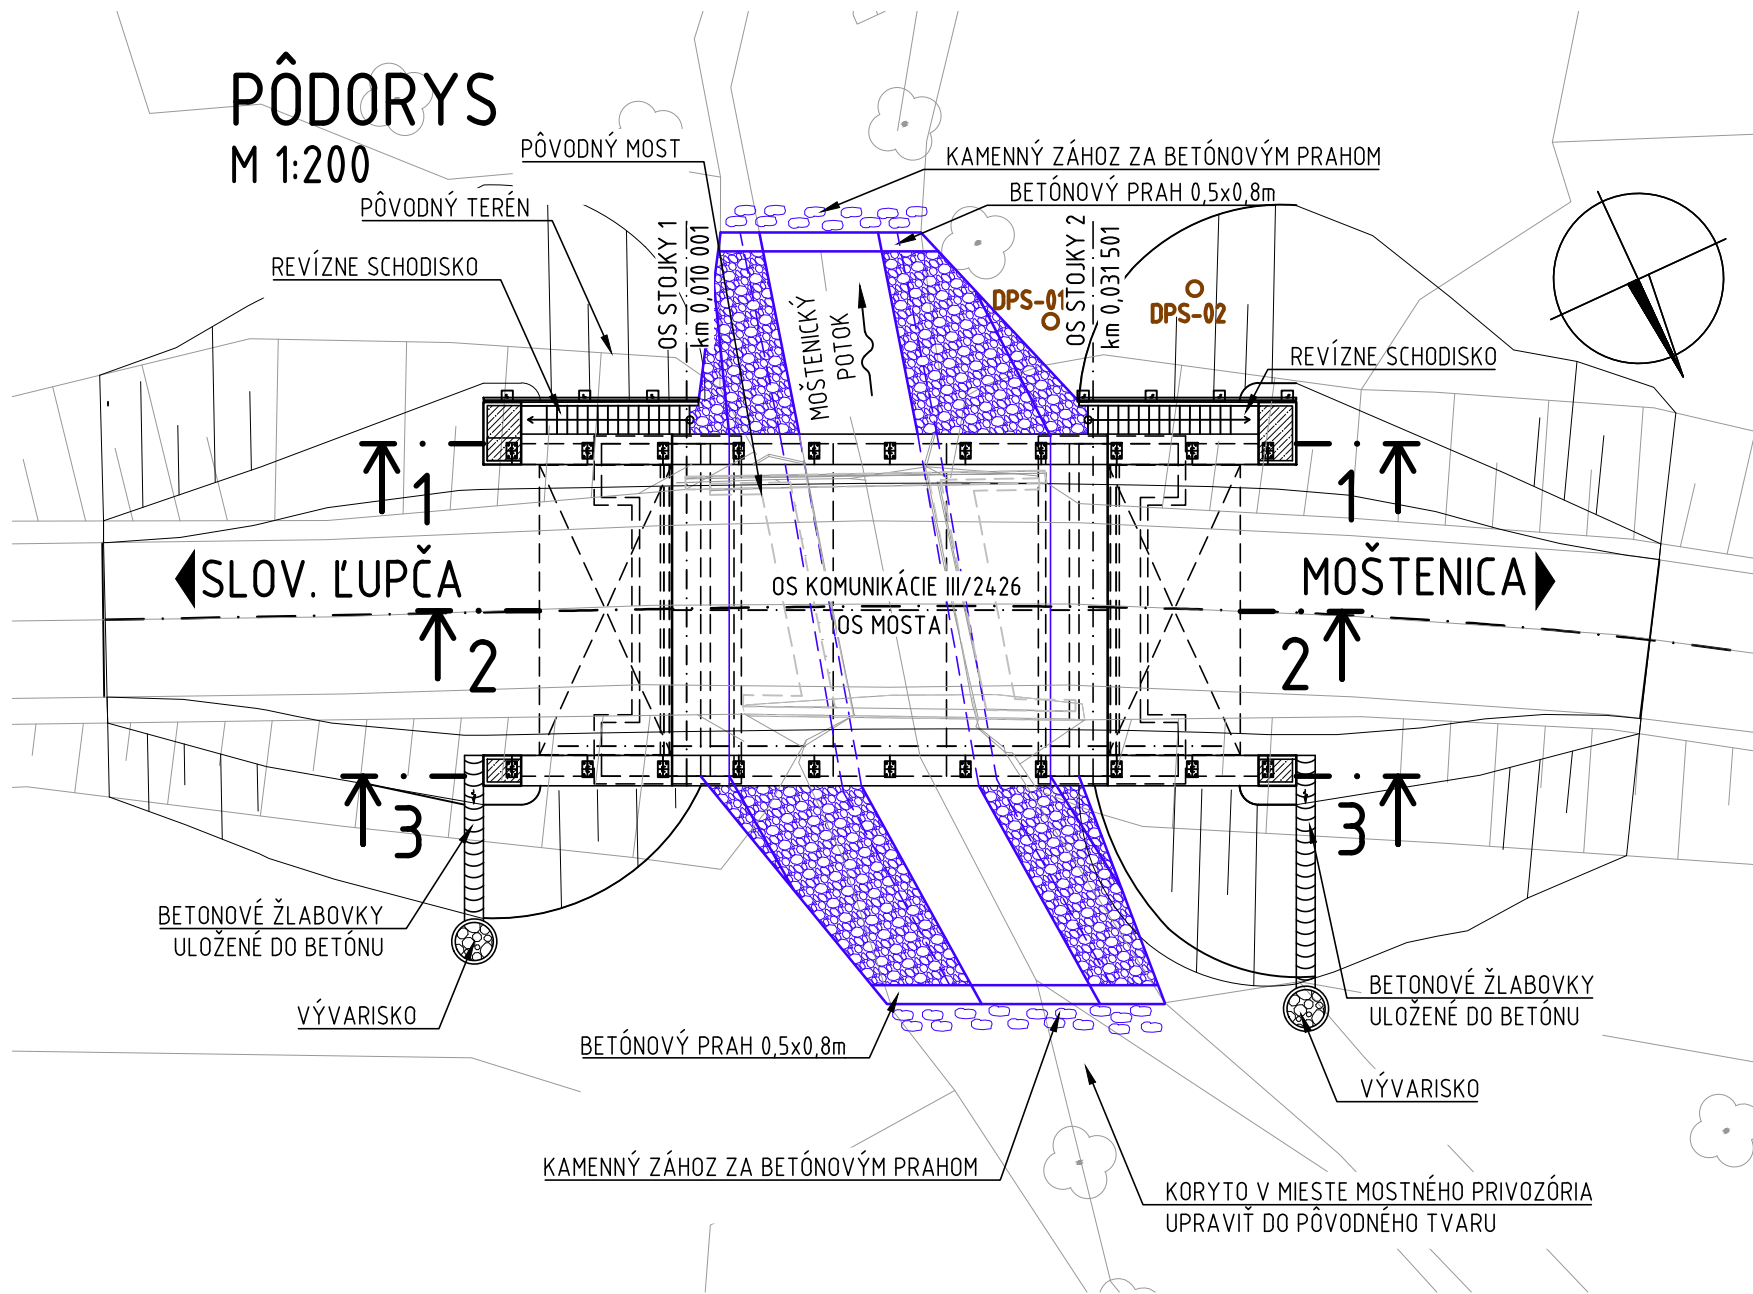 PÔDORYS
M 1:200
PÔVODNÝ MOST
KAMENNÝ ZÁHOZ ZA BETÓNOVÝM PRAHOM
BETÓNOVÝ PRAH 0,5x0,8m
PÔVODNÝ TERÉN
REVÍZNE SCHODISKO
OS STOJKY 1
km 0,010 001
OS STOJKY 2
km 0,031 501
DPS-01
DPS-02
MOŠTENICKÝ
POTOK
REVÍZNE SCHODISKO
1
1
SLOV. ĽUPČA
MOŠTENICA
OS KOMUNIKÁCIE III/2426
OS MOSTA
2
2
3
3
BETONOVÉ ŽLABOVKY
ULOŽENÉ DO BETÓNU
VÝVARISKO
BETONOVÉ ŽLABOVKY
ULOŽENÉ DO BETÓNU
BETÓNOVÝ PRAH 0,5x0,8m
VÝVARISKO
KAMENNÝ ZÁHOZ ZA BETÓNOVÝM PRAHOM
KORYTO V MIESTE MOSTNÉHO PRIVOZÓRIA
UPRAVIŤ DO PÔVODNÉHO TVARU